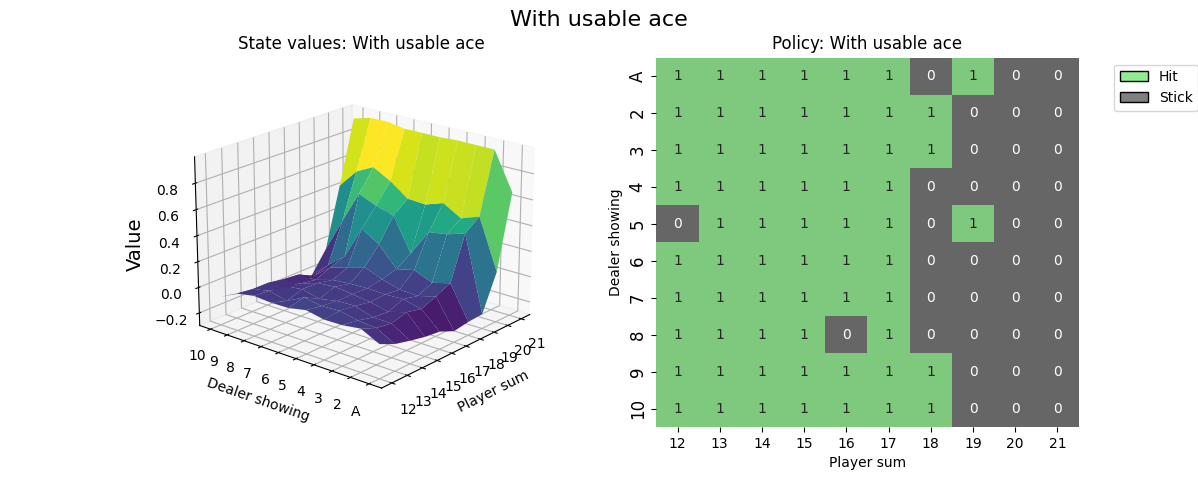 With usable ace
State values: With usable ace
0.8
0.6
0.4
0.2
0.0
−0.2
Value
10 9 8 7 6 5 4 3 2 A
Dealer showing
12 13 14 15 16 17 18 19 20 21
Player sum
Policy: With usable ace
A 1 1 1 1 1 1 0 1 0 0
2 1 1 1 1 1 1 1 0 0 0
3 1 1 1 1 1 1 1 0 0 0
4 1 1 1 1 1 1 0 0 0 0
5 0 1 1 1 1 1 0 1 0 0
6 1 1 1 1 1 1 0 0 0 0
7 1 1 1 1 1 1 0 0 0 0
8 1 1 1 1 0 1 0 0 0 0
9 1 1 1 1 1 1 1 0 0 0
10 1 1 1 1 1 1 1 0 0 0
12 13 14 15 16 17 18 19 20 21
Dealer showing
Player sum
Hit
Stick